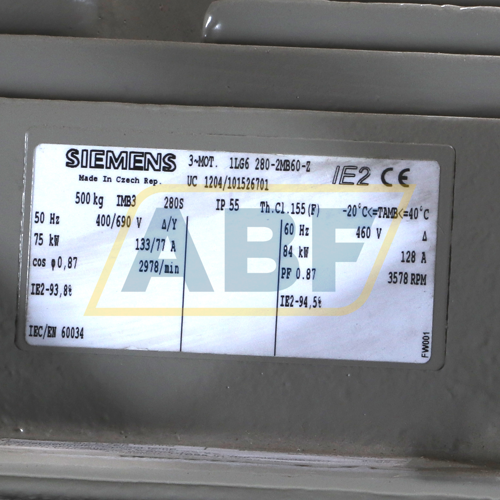 SIEMENS 3~MOT. 1LG6 280-2MB60-Z IE2 CE
Made in Czech Rep. UC 1204/101526701
500kg IMB3 280S IP 55 Th.Cl.155(F) -20°C<=TAMB<=40°C
50 Hz 400/690 V Δ/Y 60 Hz 460 V Δ
75 kW 133/77 A 84 kW 128 A
cos φ0,87 2978/min PF 0.87 3578 RPM
IE2-93,8% IE2-94,5%
IEC/EN 60034
FW001
ABF